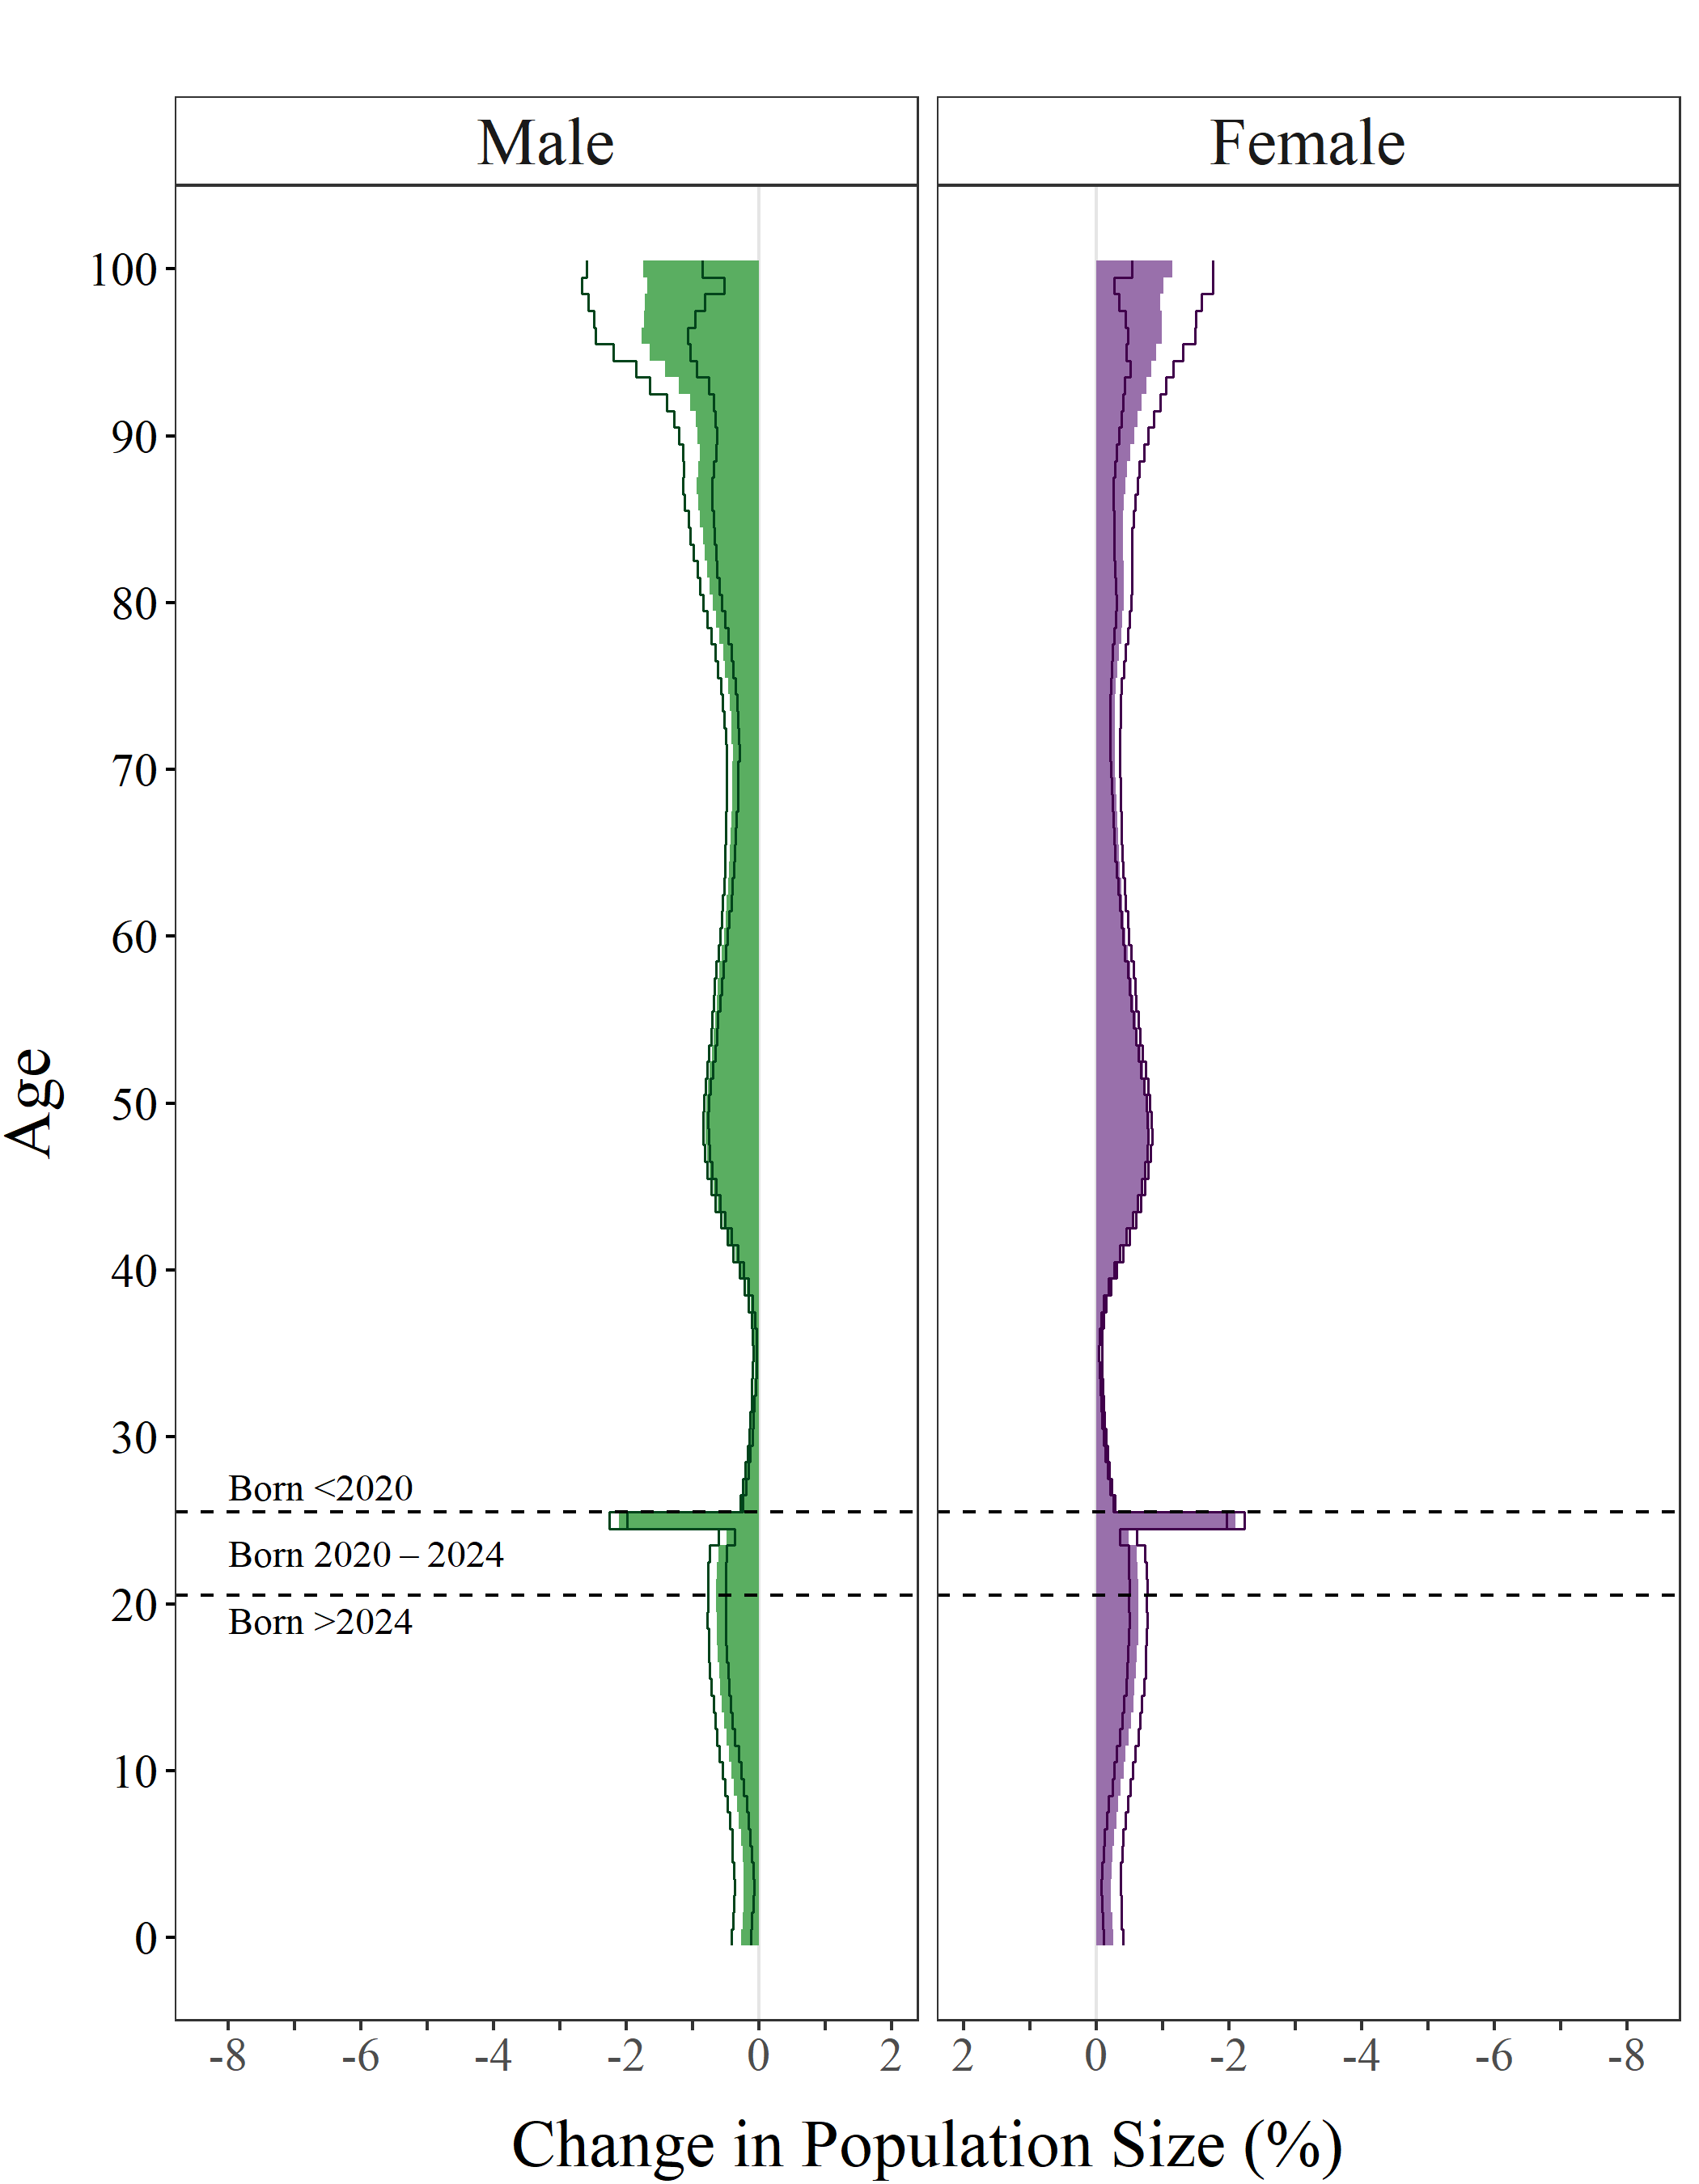 Male
Female
Age
100
90
80
70
60
50
40
30
20
10
0
Born <2020
Born 2020 – 2024
Born >2024
-8 -6 -4 -2 0 2
2 0 -2 -4 -6 -8
Change in Population Size (%)